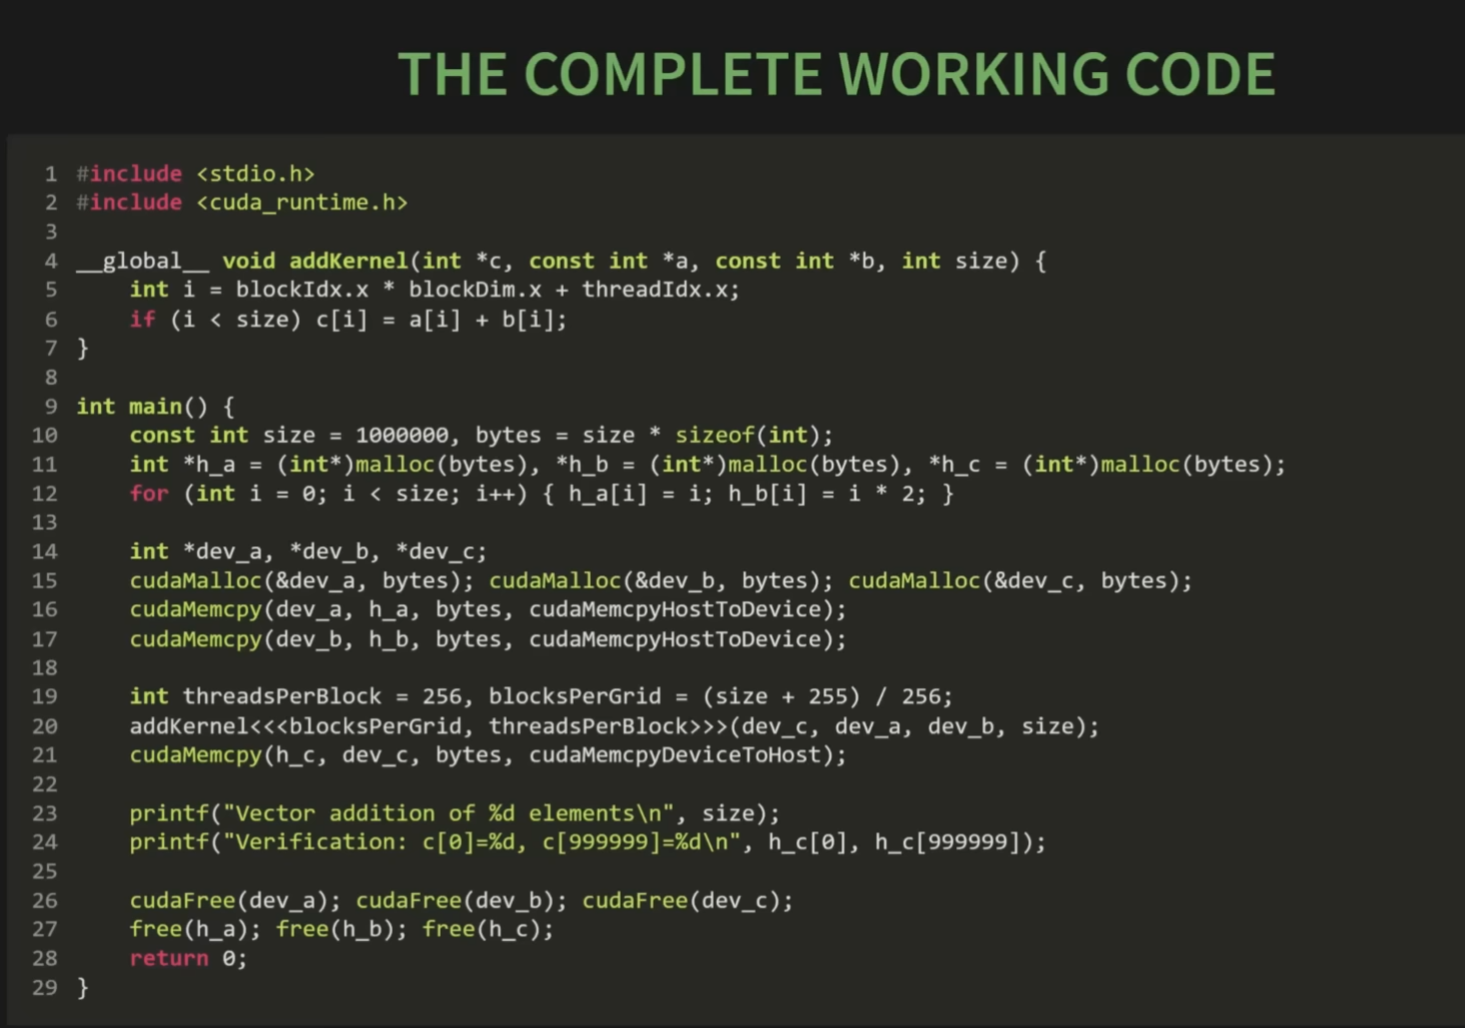 THE COMPLETE WORKING CODE
1 #include <stdio.h>
2 #include <cuda_runtime.h>
3
4 __global__ void addKernel(int *c, const int *a, const int *b, int size) {
5     int i = blockIdx.x * blockDim.x + threadIdx.x;
6     if (i < size) c[i] = a[i] + b[i];
7 }
8
9 int main() {
10     const int size = 1000000, bytes = size * sizeof(int);
11     int *h_a = (int*)malloc(bytes), *h_b = (int*)malloc(bytes), *h_c = (int*)malloc(bytes);
12     for (int i = 0; i < size; i++) { h_a[i] = i; h_b[i] = i * 2; }
13
14     int *dev_a, *dev_b, *dev_c;
15     cudaMalloc(&dev_a, bytes); cudaMalloc(&dev_b, bytes); cudaMalloc(&dev_c, bytes);
16     cudaMemcpy(dev_a, h_a, bytes, cudaMemcpyHostToDevice);
17     cudaMemcpy(dev_b, h_b, bytes, cudaMemcpyHostToDevice);
18
19     int threadsPerBlock = 256, blocksPerGrid = (size + 255) / 256;
20     addKernel<<<blocksPerGrid, threadsPerBlock>>>(dev_c, dev_a, dev_b, size);
21     cudaMemcpy(h_c, dev_c, bytes, cudaMemcpyDeviceToHost);
22
23     printf("Vector addition of %d elements\n", size);
24     printf("Verification: c[0]=%d, c[999999]=%d\n", h_c[0], h_c[999999]);
25
26     cudaFree(dev_a); cudaFree(dev_b); cudaFree(dev_c);
27     free(h_a); free(h_b); free(h_c);
28     return 0;
29 }